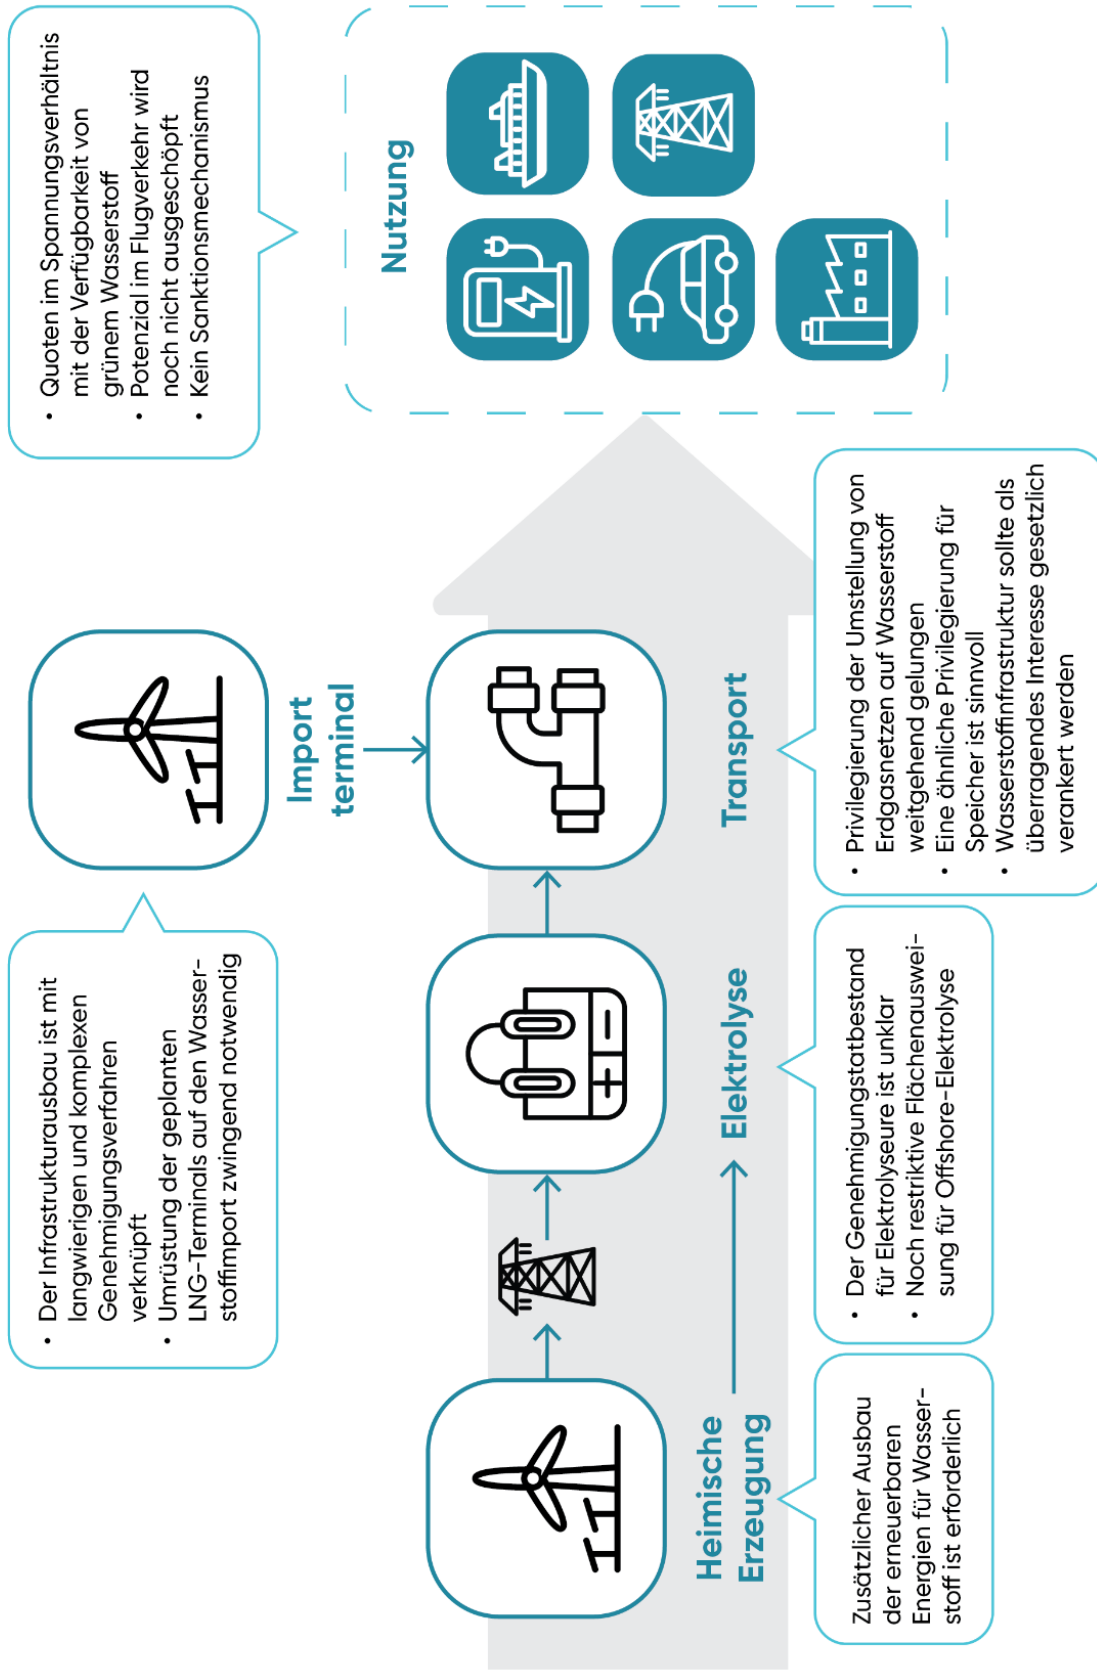 • Der Infrastrukturausbau ist mit
langwierigen und komplexen
Genehmigungsverfahren
verknüpft
• Umrüstung der geplanten
LNG-Terminals auf den Wasser-
stoffimport zwingend notwendig
Import
terminal
• Quoten im Spannungsverhältnis
mit der Verfügbarkeit von
grünem Wasserstoff
• Potenzial im Flugverkehr wird
noch nicht ausgeschöpft
• Kein Sanktionsmechanismus
Nutzung
Heimische
Erzeugung
Elektrolyse
Transport
Zusätzlicher Ausbau
der erneuerbaren
Energien für Wasser-
stoff ist erforderlich
• Der Genehmigungstatbestand
für Elektrolyseure ist unklar
• Noch restriktive Flächenauswei-
sung für Offshore-Elektrolyse
• Privilegierung der Umstellung von
Erdgasnetzen auf Wasserstoff
weitgehend gelungen
• Eine ähnliche Privilegierung für
Speicher ist sinnvoll
• Wasserstoffinfrastruktur sollte als
überragendes Interesse gesetzlich
verankert werden